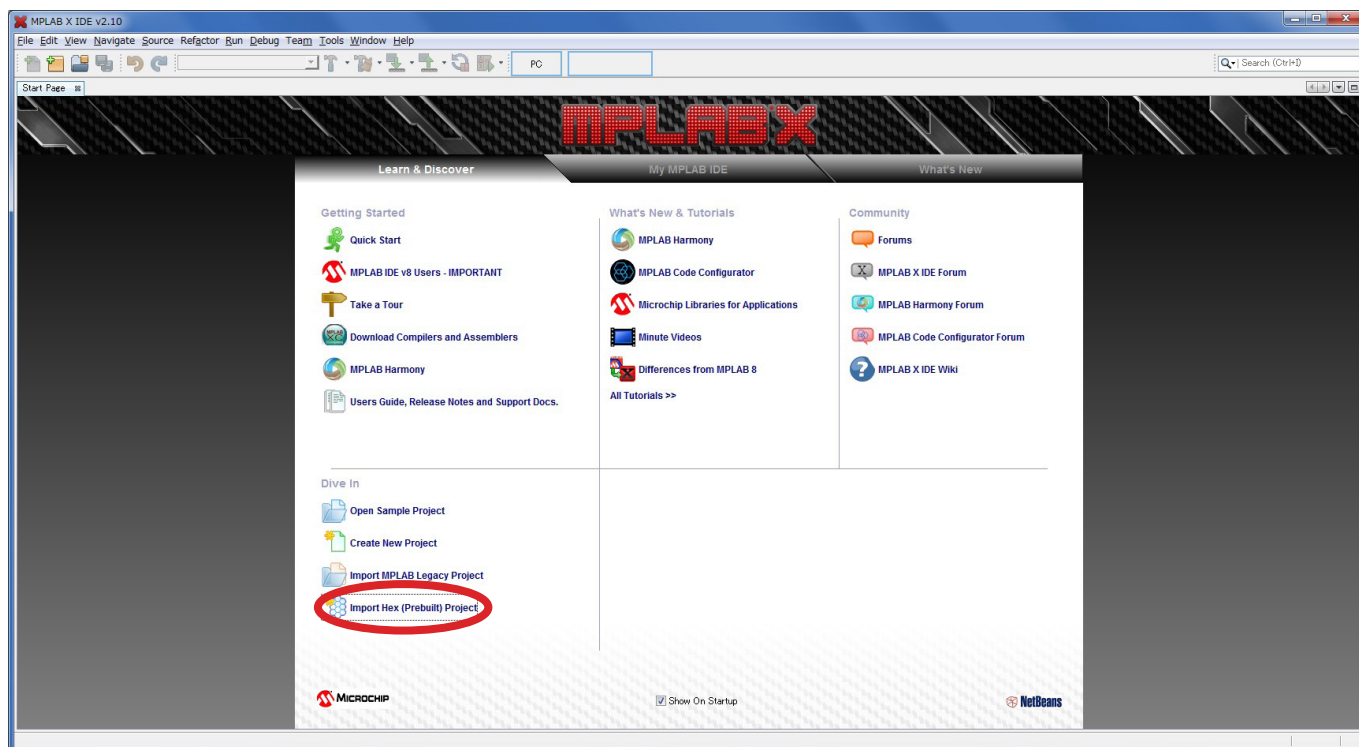 MPLAB X IDE v2.10
File Edit View Navigate Source Refactor Run Debug Team Tools Window Help
PC
Search (Ctrl+I)
Start Page
MPLAB X
Learn & Discover
My MPLAB IDE
What's New
Getting Started
Quick Start
MPLAB IDE v8 Users - IMPORTANT
Take a Tour
Download Compilers and Assemblers
MPLAB Harmony
Users Guide, Release Notes and Support Docs.
What's New & Tutorials
MPLAB Harmony
MPLAB Code Configurator
Microchip Libraries for Applications
Minute Videos
Differences from MPLAB 8
All Tutorials >>
Community
Forums
MPLAB X IDE Forum
MPLAB Harmony Forum
MPLAB Code Configurator Forum
MPLAB X IDE Wiki
Dive In
Open Sample Project
Create New Project
Import MPLAB Legacy Project
Import Hex (Prebuilt) Project
MICROCHIP
Show On Startup
NetBeans